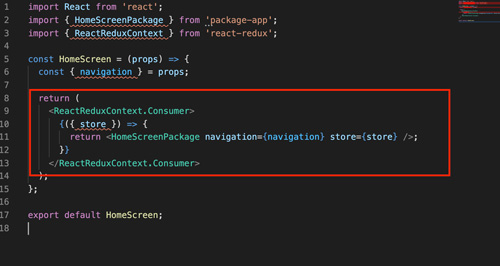 1 import React from 'react';
2 import { HomeScreenPackage } from 'package-app';
3 import { ReactReduxContext } from 'react-redux';
4
5 const HomeScreen = (props) => {
6 const { navigation } = props;
7
8 return (
9 <ReactReduxContext.Consumer>
10 {({ store }) => {
11 return <HomeScreenPackage navigation={navigation} store={store} />;
12 }}
13 </ReactReduxContext.Consumer>
14 );
15 };
16
17 export default HomeScreen;
18